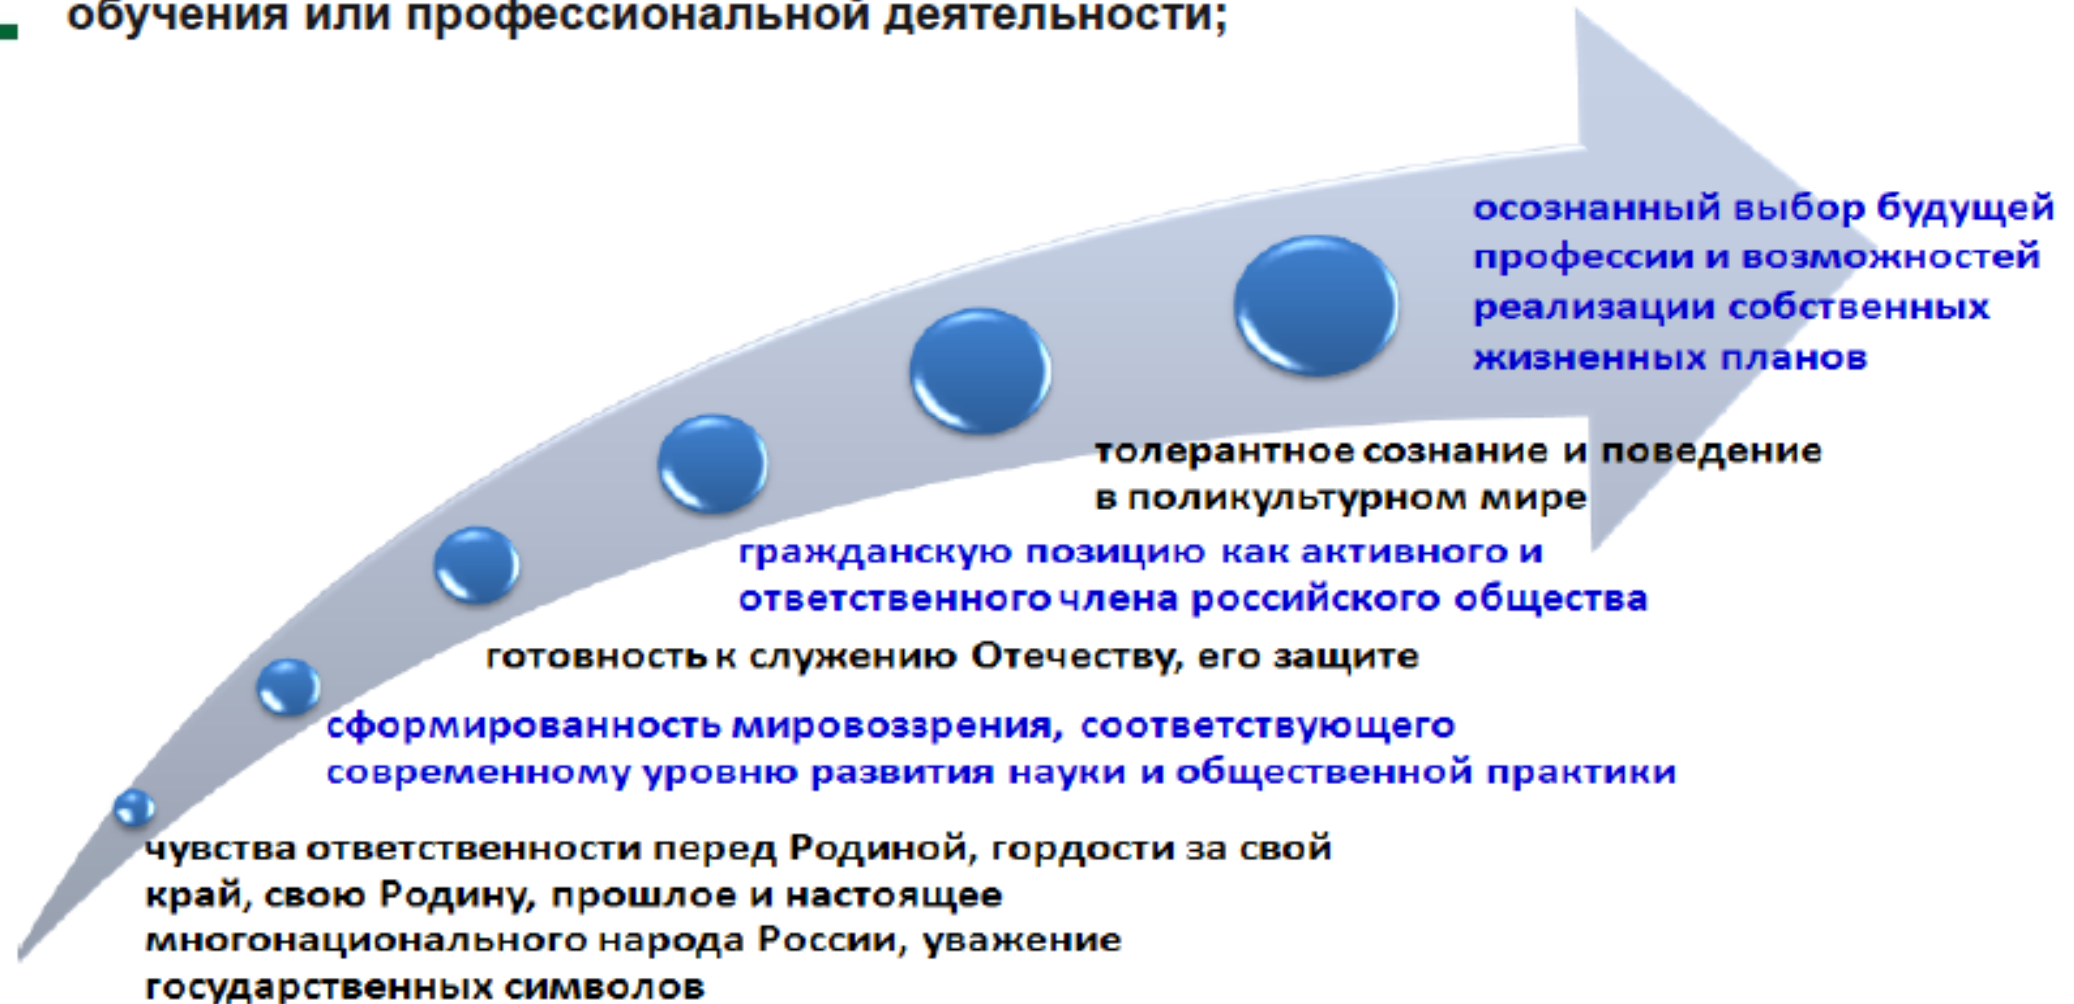 обучения или профессиональной деятельности;
осознанный выбор будущей
профессии и возможностей
реализации собственных
жизненных планов
толерантное сознание и поведение
в поликультурном мире
гражданскую позицию как активного и
ответственного члена российского общества
готовность к служению Отечеству, его защите
сформированность мировоззрения, соответствующего
современному уровню развития науки и общественной практики
чувства ответственности перед Родиной, гордости за свой
край, свою Родину, прошлое и настоящее
многонационального народа России, уважение
государственных символов